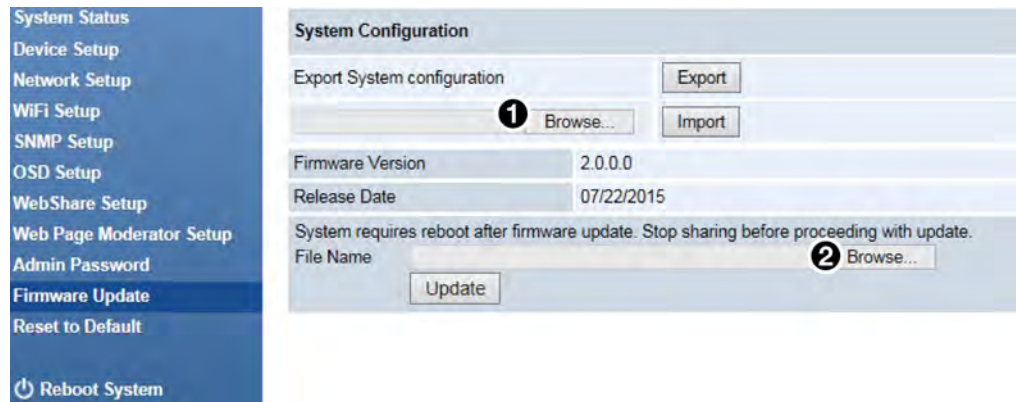 System Status
Device Setup
Network Setup
WiFi Setup
SNMP Setup
OSD Setup
WebShare Setup
Web Page Moderator Setup
Admin Password
Firmware Update
Reset to Default
Reboot System
System Configuration
Export System configuration Export
1 Browse... Import
Firmware Version 2.0.0.0
Release Date 07/22/2015
System requires reboot after firmware update. Stop sharing before proceeding with update.
File Name 2 Browse...
Update